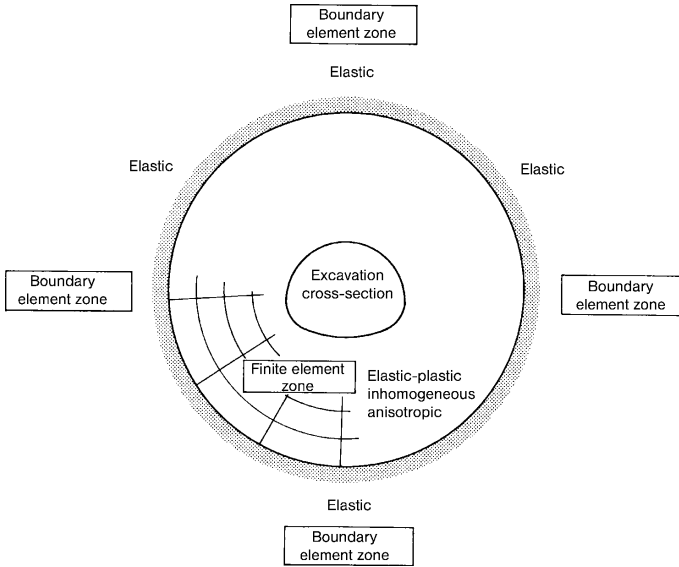 Boundary
element zone
Elastic
Elastic
Elastic
Boundary
element zone
Excavation
cross-section
Boundary
element zone
Finite element
zone
Elastic-plastic
inhomogeneous
anisotropic
Elastic
Boundary
element zone